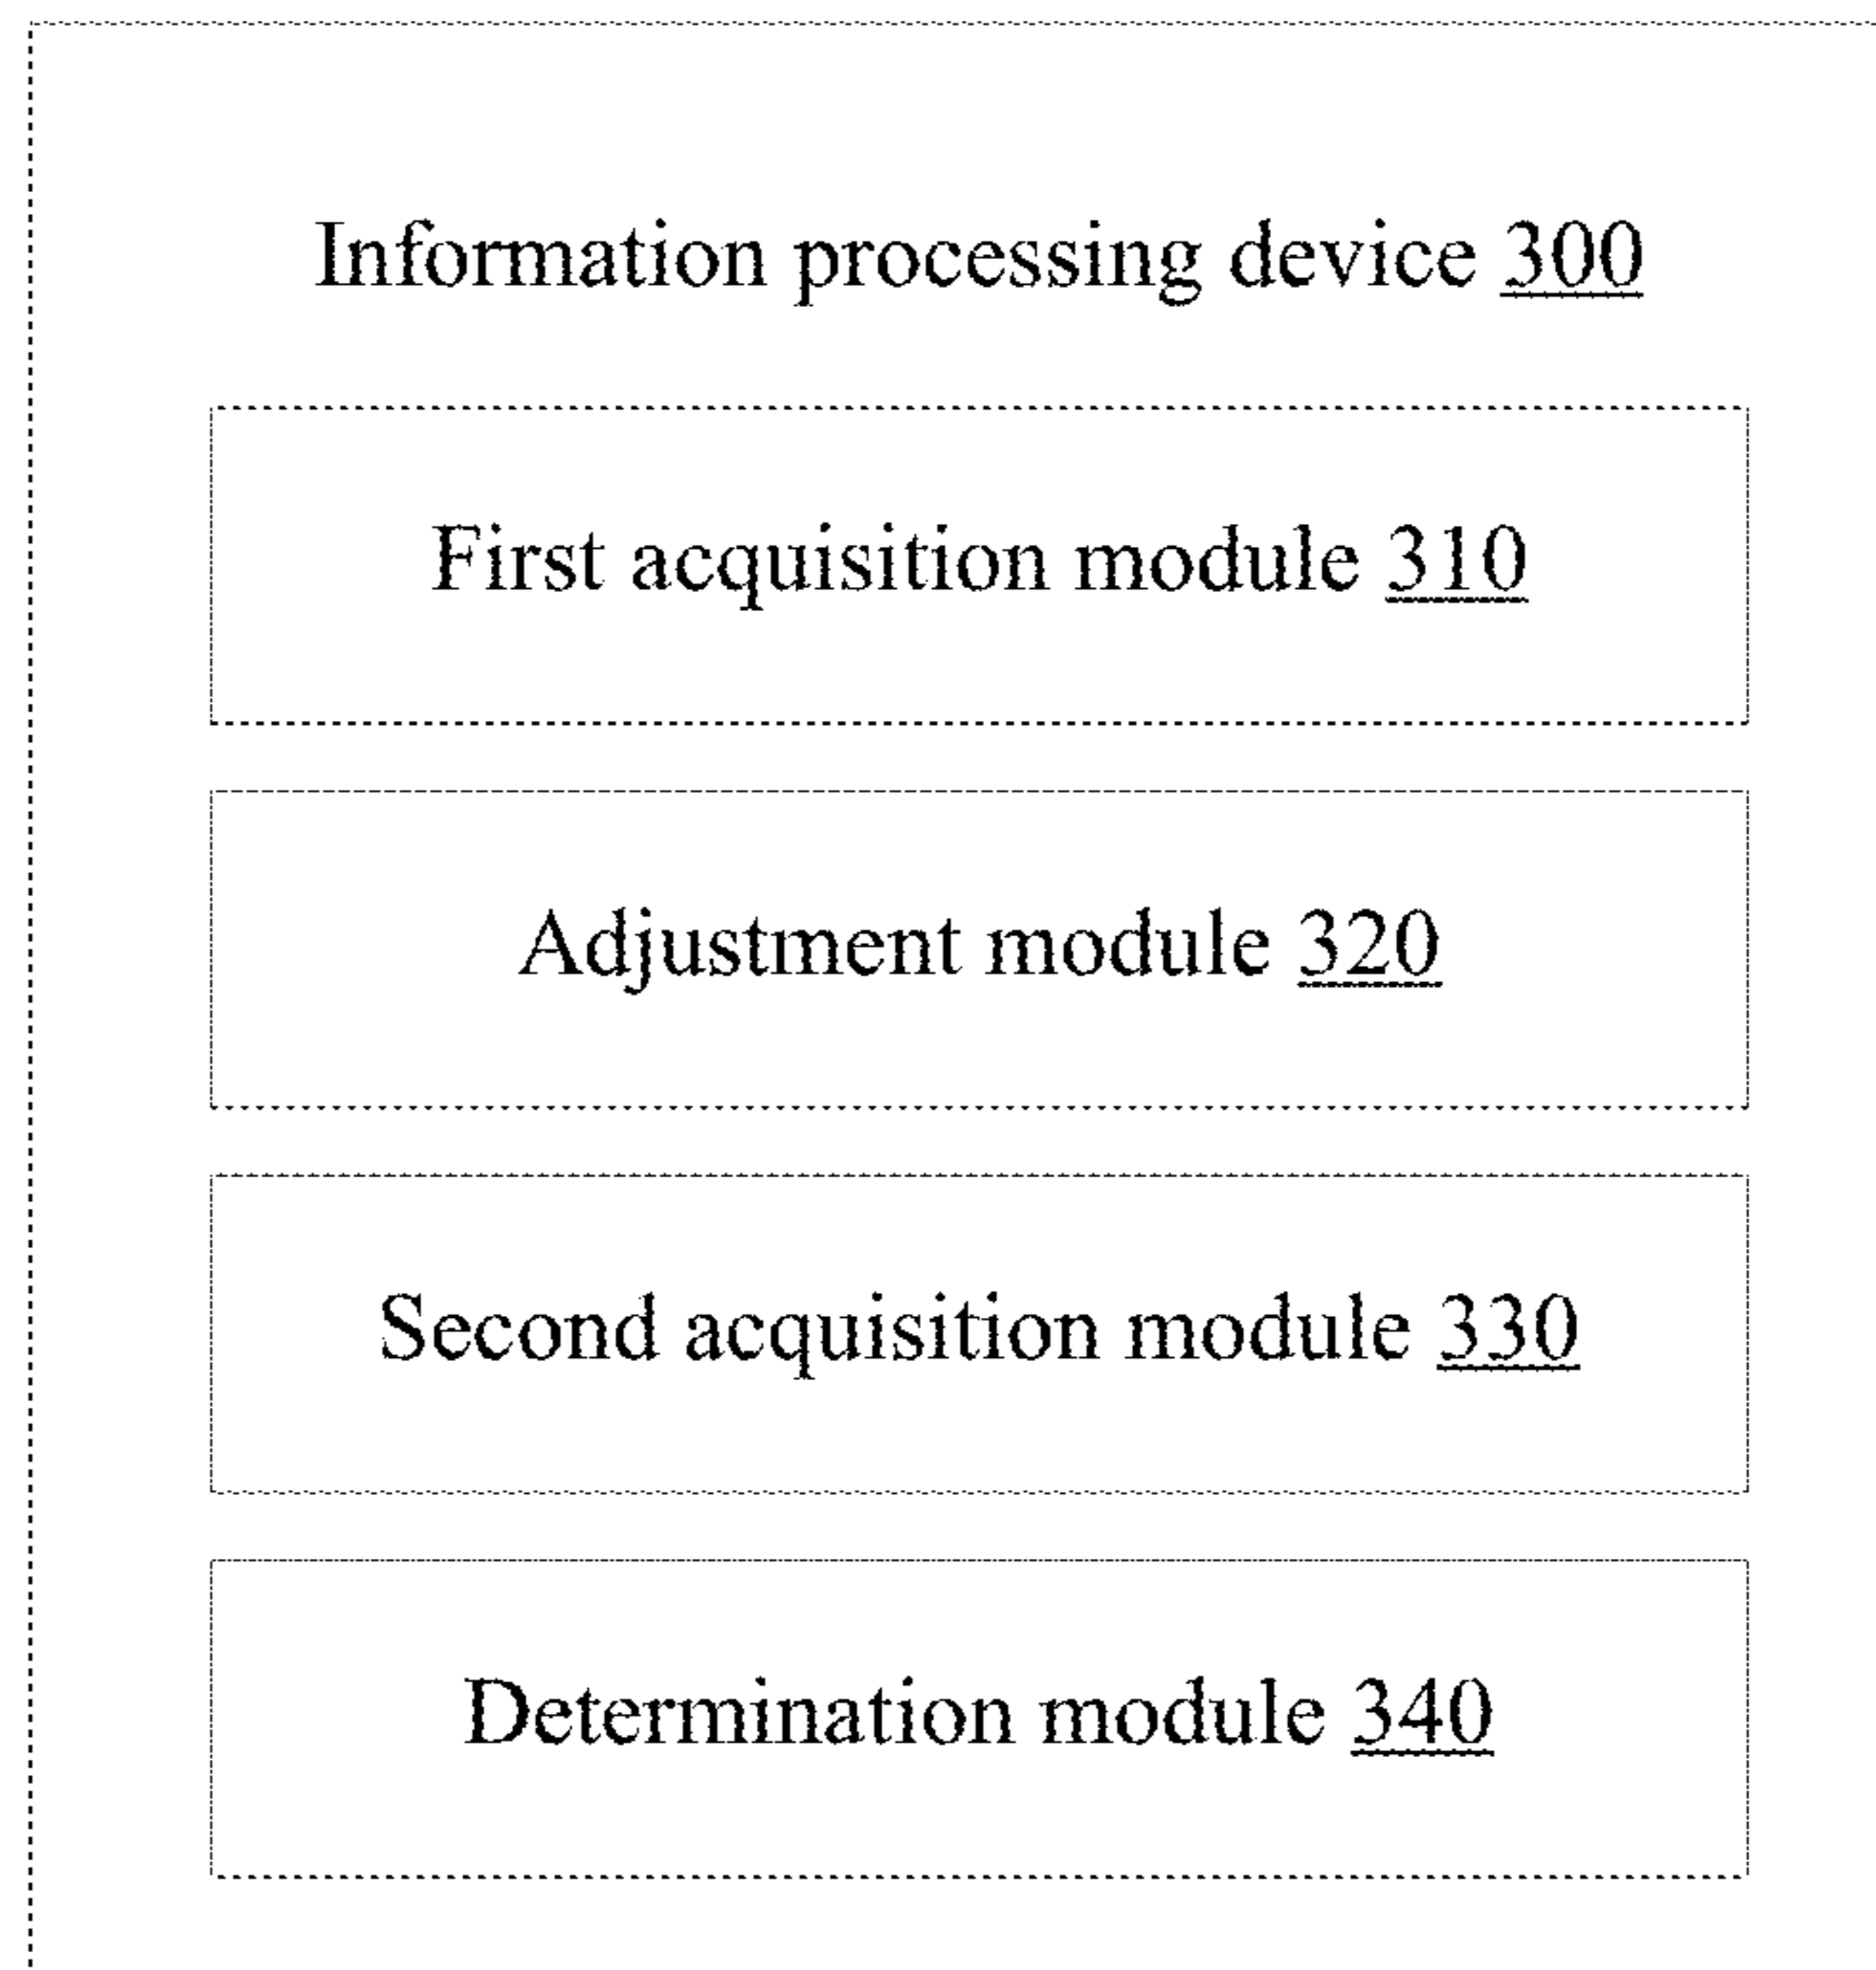 Information processing device 300
First acquisition module 310
Adjustment module 320
Second acquisition module 330
Determination module 340